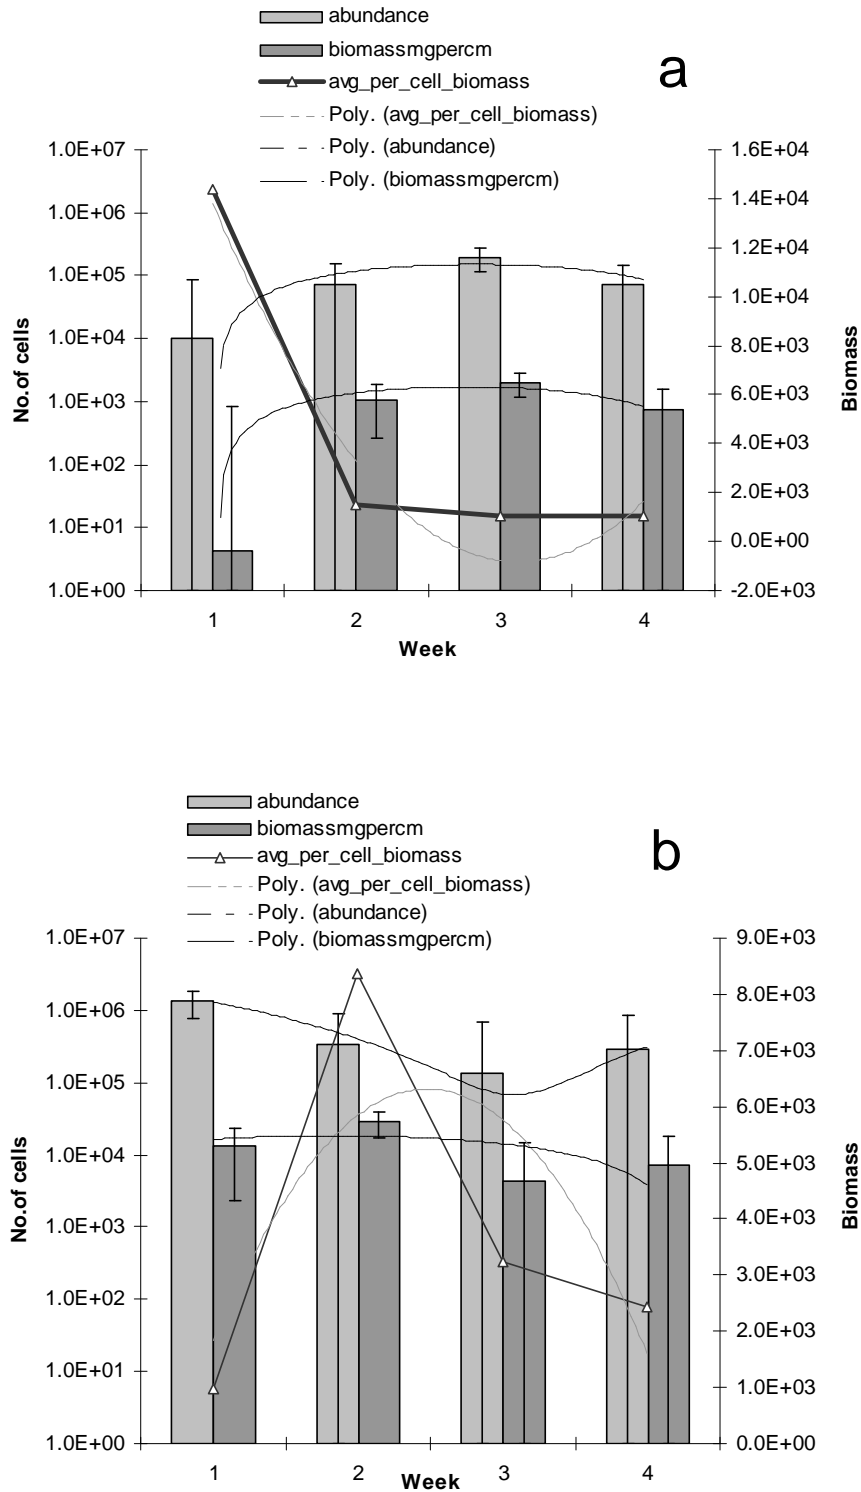 abundance
biomassmgpercm
avg_per_cell_biomass
Poly. (avg_per_cell_biomass)
Poly. (abundance)
Poly. (biomassmgpercm)
a
1.0E+07
1.0E+06
1.0E+05
1.0E+04
1.0E+03
1.0E+02
1.0E+01
1.0E+00
No.of cells
1.6E+04
1.4E+04
1.2E+04
1.0E+04
8.0E+03
6.0E+03
4.0E+03
2.0E+03
0.0E+00
-2.0E+03
Biomass
1 2 3 4
Week
abundance
biomassmgpercm
avg_per_cell_biomass
Poly. (avg_per_cell_biomass)
Poly. (abundance)
Poly. (biomassmgpercm)
b
1.0E+07
1.0E+06
1.0E+05
1.0E+04
1.0E+03
1.0E+02
1.0E+01
1.0E+00
No.of cells
9.0E+03
8.0E+03
7.0E+03
6.0E+03
5.0E+03
4.0E+03
3.0E+03
2.0E+03
1.0E+03
0.0E+00
Biomass
1 2 3 4
Week